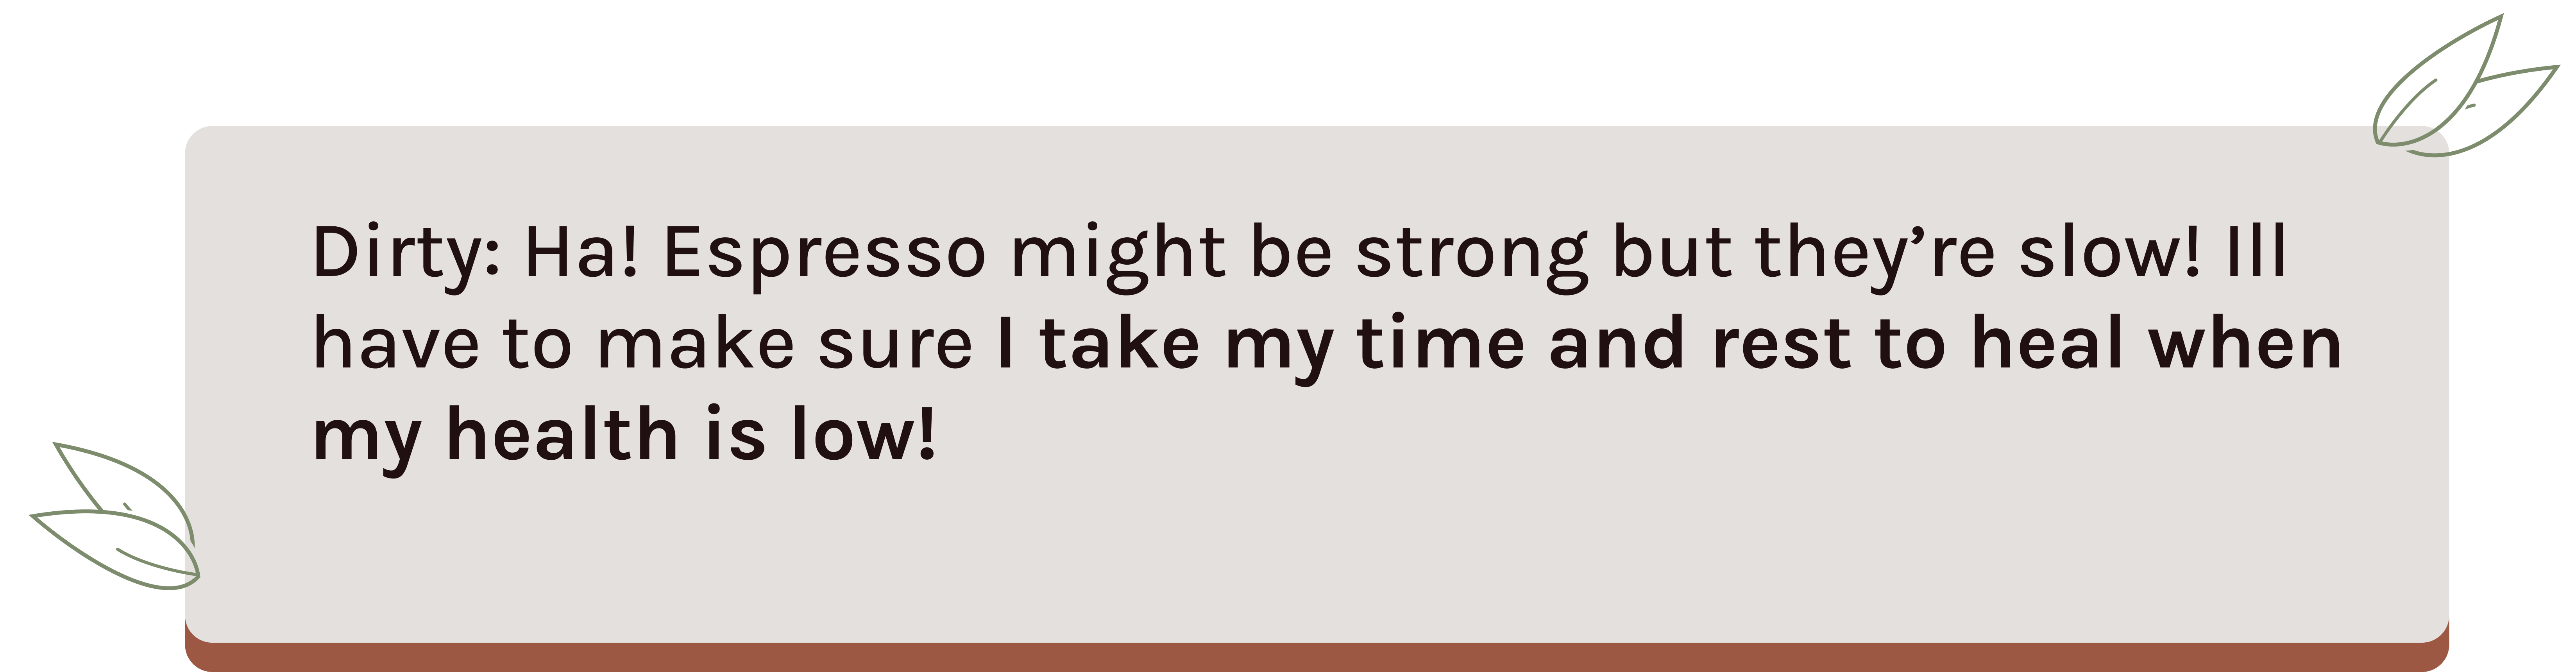 Dirty: Ha! Espresso might be strong but they’re slow! Ill
have to make sure I take my time and rest to heal when
my health is low!